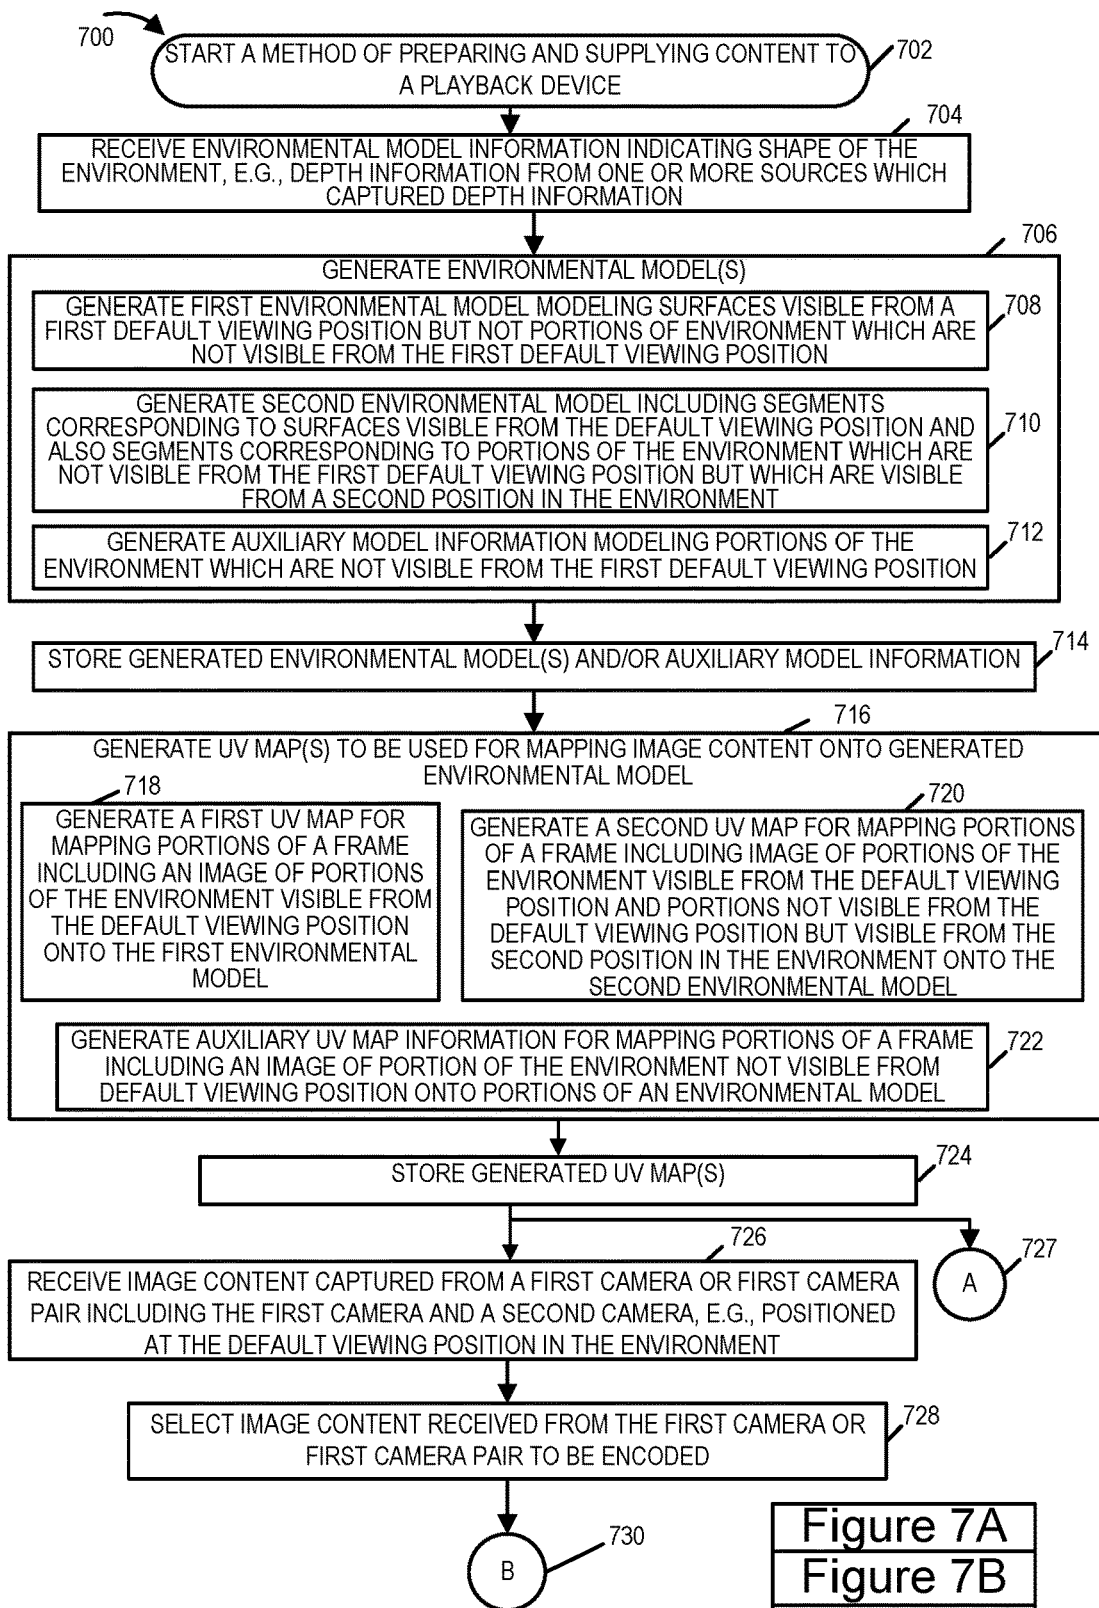 700
START A METHOD OF PREPARING AND SUPPLYING CONTENT TO
A PLAYBACK DEVICE
702
704
RECEIVE ENVIRONMENTAL MODEL INFORMATION INDICATING SHAPE OF THE
ENVIRONMENT, E.G., DEPTH INFORMATION FROM ONE OR MORE SOURCES WHICH
CAPTURED DEPTH INFORMATION
706
GENERATE ENVIRONMENTAL MODEL(S)
GENERATE FIRST ENVIRONMENTAL MODEL MODELING SURFACES VISIBLE FROM A
FIRST DEFAULT VIEWING POSITION BUT NOT PORTIONS OF ENVIRONMENT WHICH ARE
NOT VISIBLE FROM THE FIRST DEFAULT VIEWING POSITION
708
GENERATE SECOND ENVIRONMENTAL MODEL INCLUDING SEGMENTS
CORRESPONDING TO SURFACES VISIBLE FROM THE DEFAULT VIEWING POSITION AND
ALSO SEGMENTS CORRESPONDING TO PORTIONS OF THE ENVIRONMENT WHICH ARE
NOT VISIBLE FROM THE FIRST DEFAULT VIEWING POSITION BUT WHICH ARE VISIBLE
FROM A SECOND POSITION IN THE ENVIRONMENT
710
GENERATE AUXILIARY MODEL INFORMATION MODELING PORTIONS OF THE
ENVIRONMENT WHICH ARE NOT VISIBLE FROM THE FIRST DEFAULT VIEWING POSITION
712
STORE GENERATED ENVIRONMENTAL MODEL(S) AND/OR AUXILIARY MODEL INFORMATION
714
716
GENERATE UV MAP(S) TO BE USED FOR MAPPING IMAGE CONTENT ONTO GENERATED
ENVIRONMENTAL MODEL
718
GENERATE A FIRST UV MAP FOR
MAPPING PORTIONS OF A FRAME
INCLUDING AN IMAGE OF PORTIONS
OF THE ENVIRONMENT VISIBLE FROM
THE DEFAULT VIEWING POSITION
ONTO THE FIRST ENVIRONMENTAL
MODEL
720
GENERATE A SECOND UV MAP FOR MAPPING PORTIONS
OF A FRAME INCLUDING IMAGE OF PORTIONS OF THE
ENVIRONMENT VISIBLE FROM THE DEFAULT VIEWING
POSITION AND PORTIONS NOT VISIBLE FROM THE
DEFAULT VIEWING POSITION BUT VISIBLE FROM THE
SECOND POSITION IN THE ENVIRONMENT ONTO THE
SECOND ENVIRONMENTAL MODEL
GENERATE AUXILIARY UV MAP INFORMATION FOR MAPPING PORTIONS OF A FRAME
INCLUDING AN IMAGE OF PORTION OF THE ENVIRONMENT NOT VISIBLE FROM
DEFAULT VIEWING POSITION ONTO PORTIONS OF AN ENVIRONMENTAL MODEL
722
STORE GENERATED UV MAP(S)
724
726
RECEIVE IMAGE CONTENT CAPTURED FROM A FIRST CAMERA OR FIRST CAMERA
PAIR INCLUDING THE FIRST CAMERA AND A SECOND CAMERA, E.G., POSITIONED
AT THE DEFAULT VIEWING POSITION IN THE ENVIRONMENT
A
727
SELECT IMAGE CONTENT RECEIVED FROM THE FIRST CAMERA OR
FIRST CAMERA PAIR TO BE ENCODED
728
B
730
Figure 7A
Figure 7B